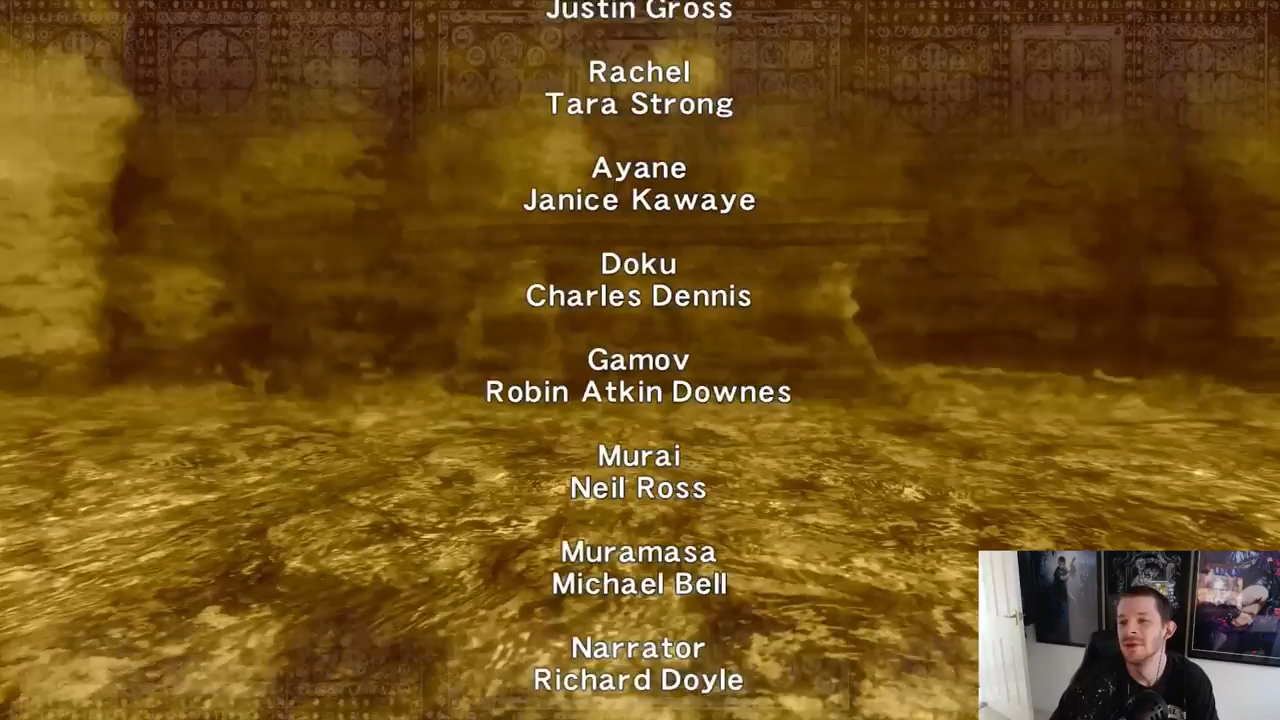 Justin Gross
Rachel
Tara Strong
Ayane
Janice Kawaye
Doku
Charles Dennis
Gamov
Robin Atkin Downes
Murai
Neil Ross
Muramasa
Michael Bell
Narrator
Richard Doyle